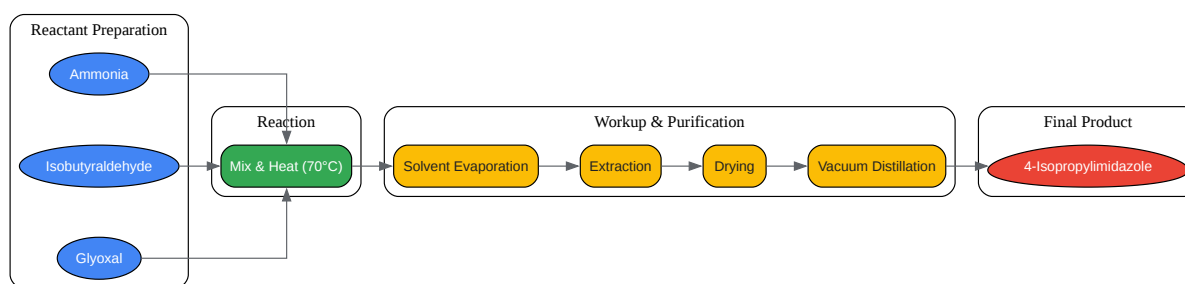 Reactant Preparation
Ammonia
Isobutyraldehyde
Glyoxal
Reaction
Mix & Heat (70°C)
Workup & Purification
Solvent Evaporation
Extraction
Drying
Vacuum Distillation
Final Product
4-Isopropylimidazole